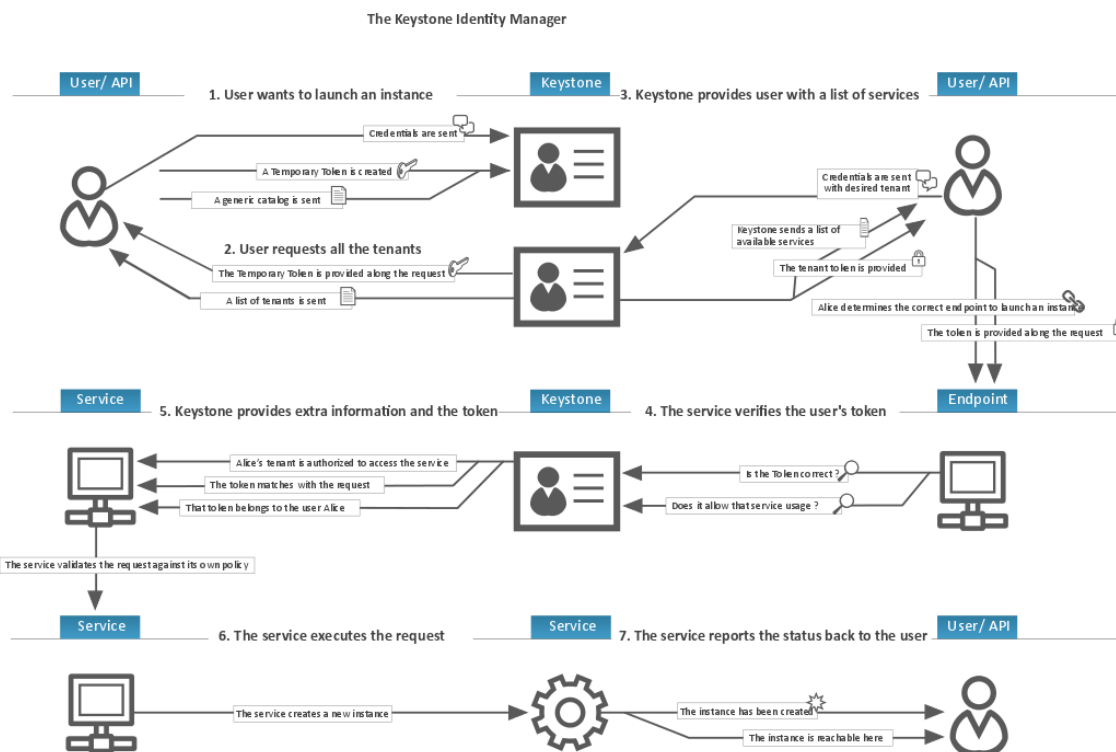 The Keystone Identity Manager
User/ API
1. User wants to launch an instance
Keystone
3. Keystone provides user with a list of services
User/ API
Credentials are sent
A Temporary Token is created
A generic catalog is sent
Credentials are sent
with desired tenant
Keystone sends a list of
available services
The tenant token is provided
2. User requests all the tenants
The Temporary Token is provided along the request
A list of tenants is sent
Alice determines the correct endpoint to launch an instance
The token is provided along the request
Service
5. Keystone provides extra information and the token
Keystone
4. The service verifies the user's token
Endpoint
Alice's tenant is authorized to access the service
The token matches with the request
That token belongs to the user Alice
Is the Token correct ?
Does it allow that service usage ?
The service validates the request against its own policy
Service
6. The service executes the request
Service
7. The service reports the status back to the user
User/ API
The service creates a new instance
The instance has been created
The instance is reachable here